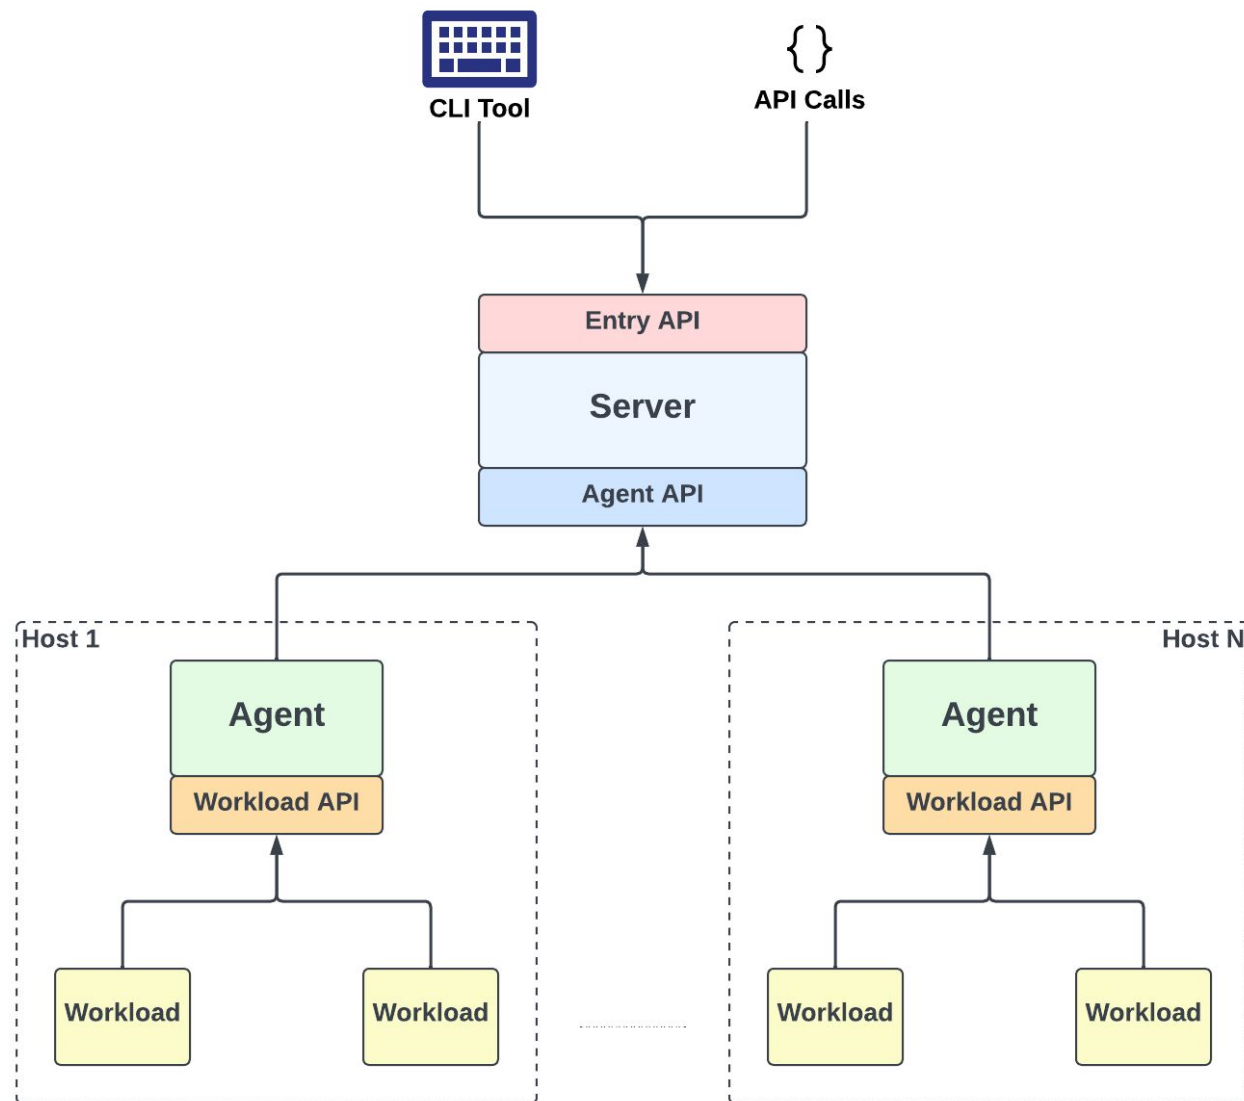 CLI Tool
API Calls
Entry API
Server
Agent API
Host 1
Host N
Agent
Agent
Workload API
Workload API
Workload
Workload
Workload
Workload